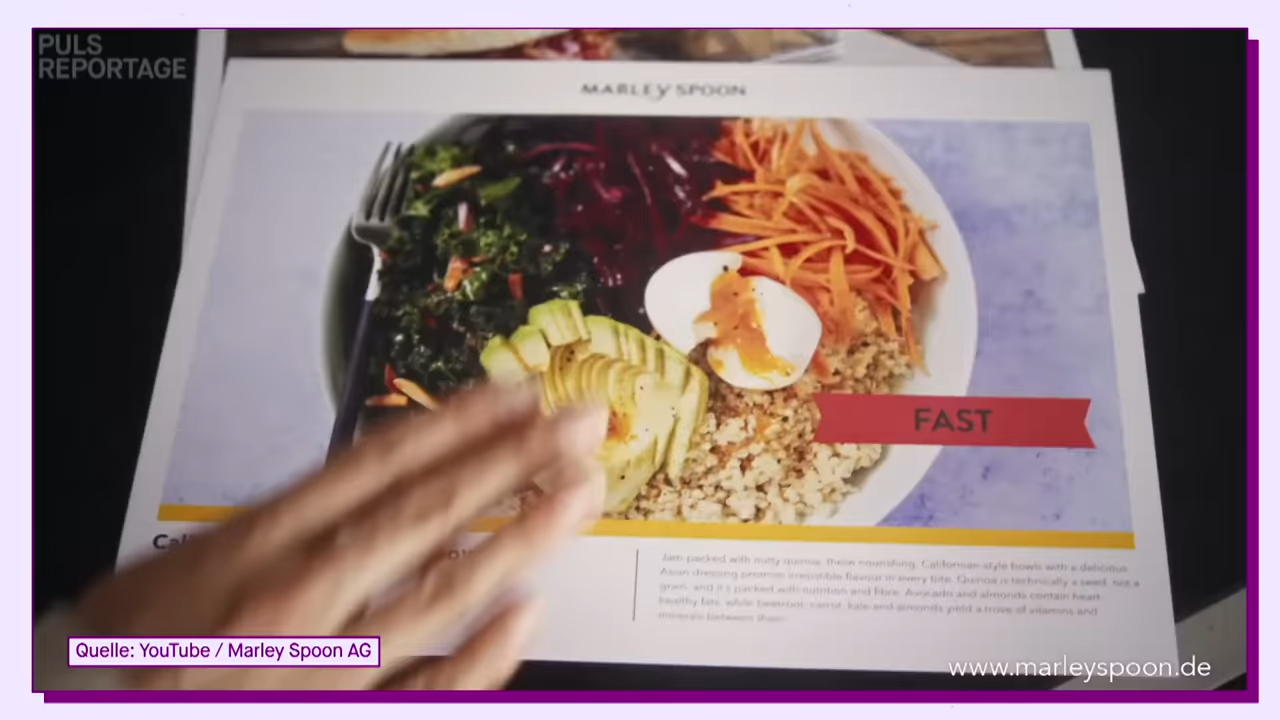 PULS
REPORTAGE
MARLEY SPOON
FAST
Jam-packed with nutty quinoa, these nourishing, Californian-style bowls with a delicious
Asian dressing promise irresistible flavour in every bite. Quinoa is technically a seed, not a
grain, and it's packed with nutrition and fibre. Avocado and almonds contain heart
healthy fats, while beetroot, carrot, kale and almonds yield a trove of vitamins and
minerals between them.
Quelle: YouTube / Marley Spoon AG
www.marleyspoon.de